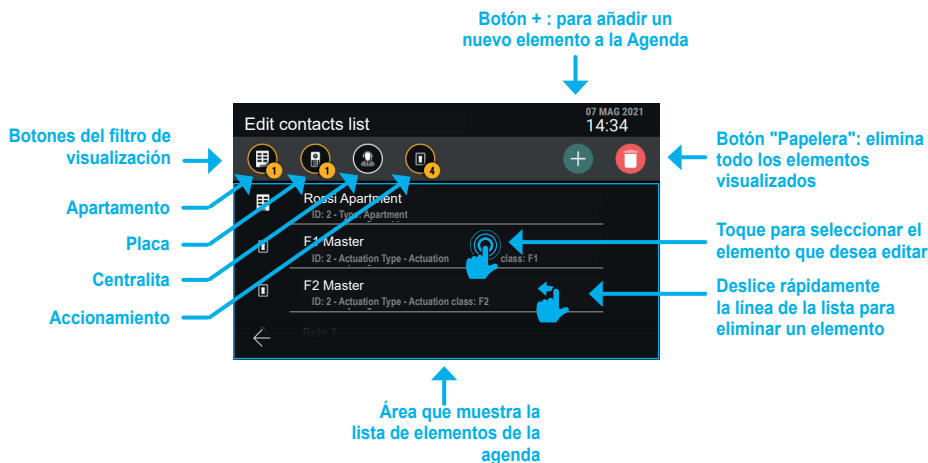 Botón + : para añadir un
nuevo elemento a la Agenda
07 MAG 2021
14:34
Edit contacts list
Botones del filtro de
visualización
1
1
4
Botón "Papelera": elimina
todo los elementos
visualizados
Apartamento
Rossi Apartment
ID: 2 - Type: Apartment
Placa
F1 Master
ID: 2 - Actuation Type - Actuation class: F1
Toque para seleccionar el
elemento que desea editar
Centralita
F2 Master
ID: 2 - Actuation Type - Actuation class: F2
Deslice rápidamente
la línea de la lista para
eliminar un elemento
Accionamiento
Rele 1
Área que muestra la
lista de elementos de la
agenda